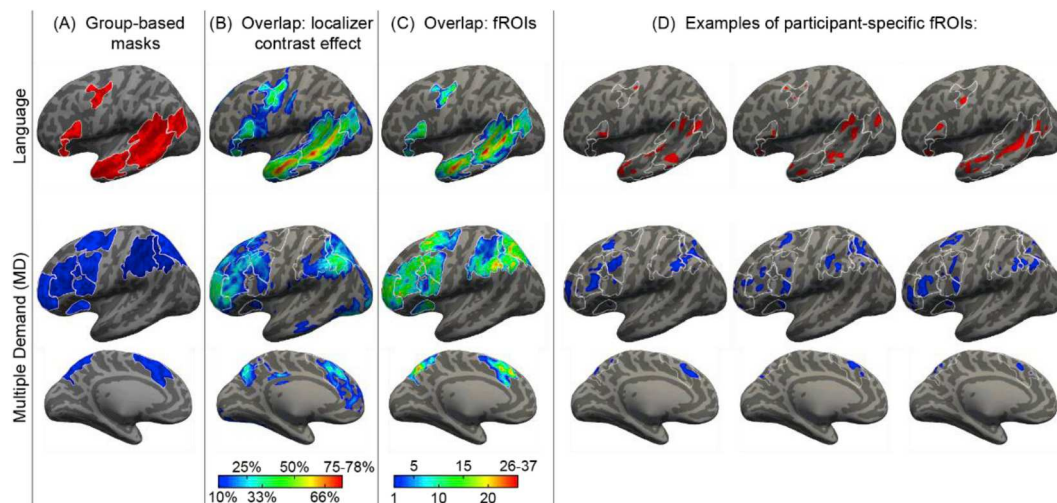 (A) Group-based
masks
(B) Overlap: localizer
contrast effect
(C) Overlap: fROIs
(D) Examples of participant-specific fROIs:
Language
Multiple Demand (MD)
25% 50% 75-78%
10% 33% 66%
5 15 26-37
1 10 20